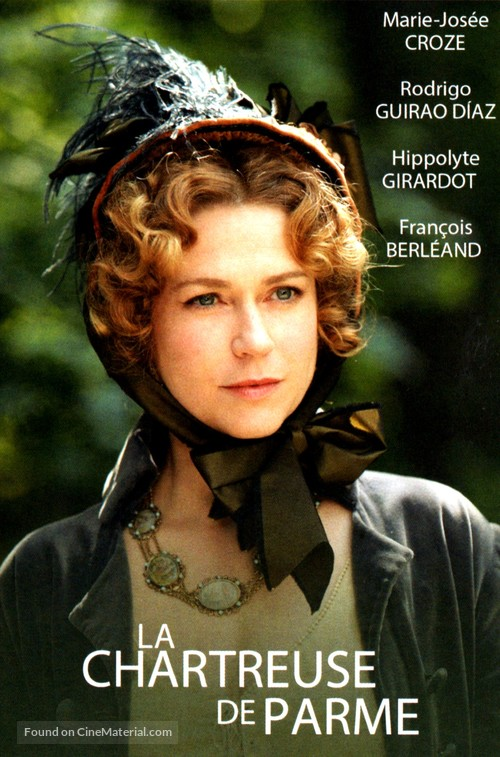 Marie-Josée
CROZE
Rodrigo
GUIRAO DÍAZ
Hippolyte
GIRARDOT
François
BERLÉAND
LA
CHARTREUSE
DE PARME
Found on CineMaterial.com